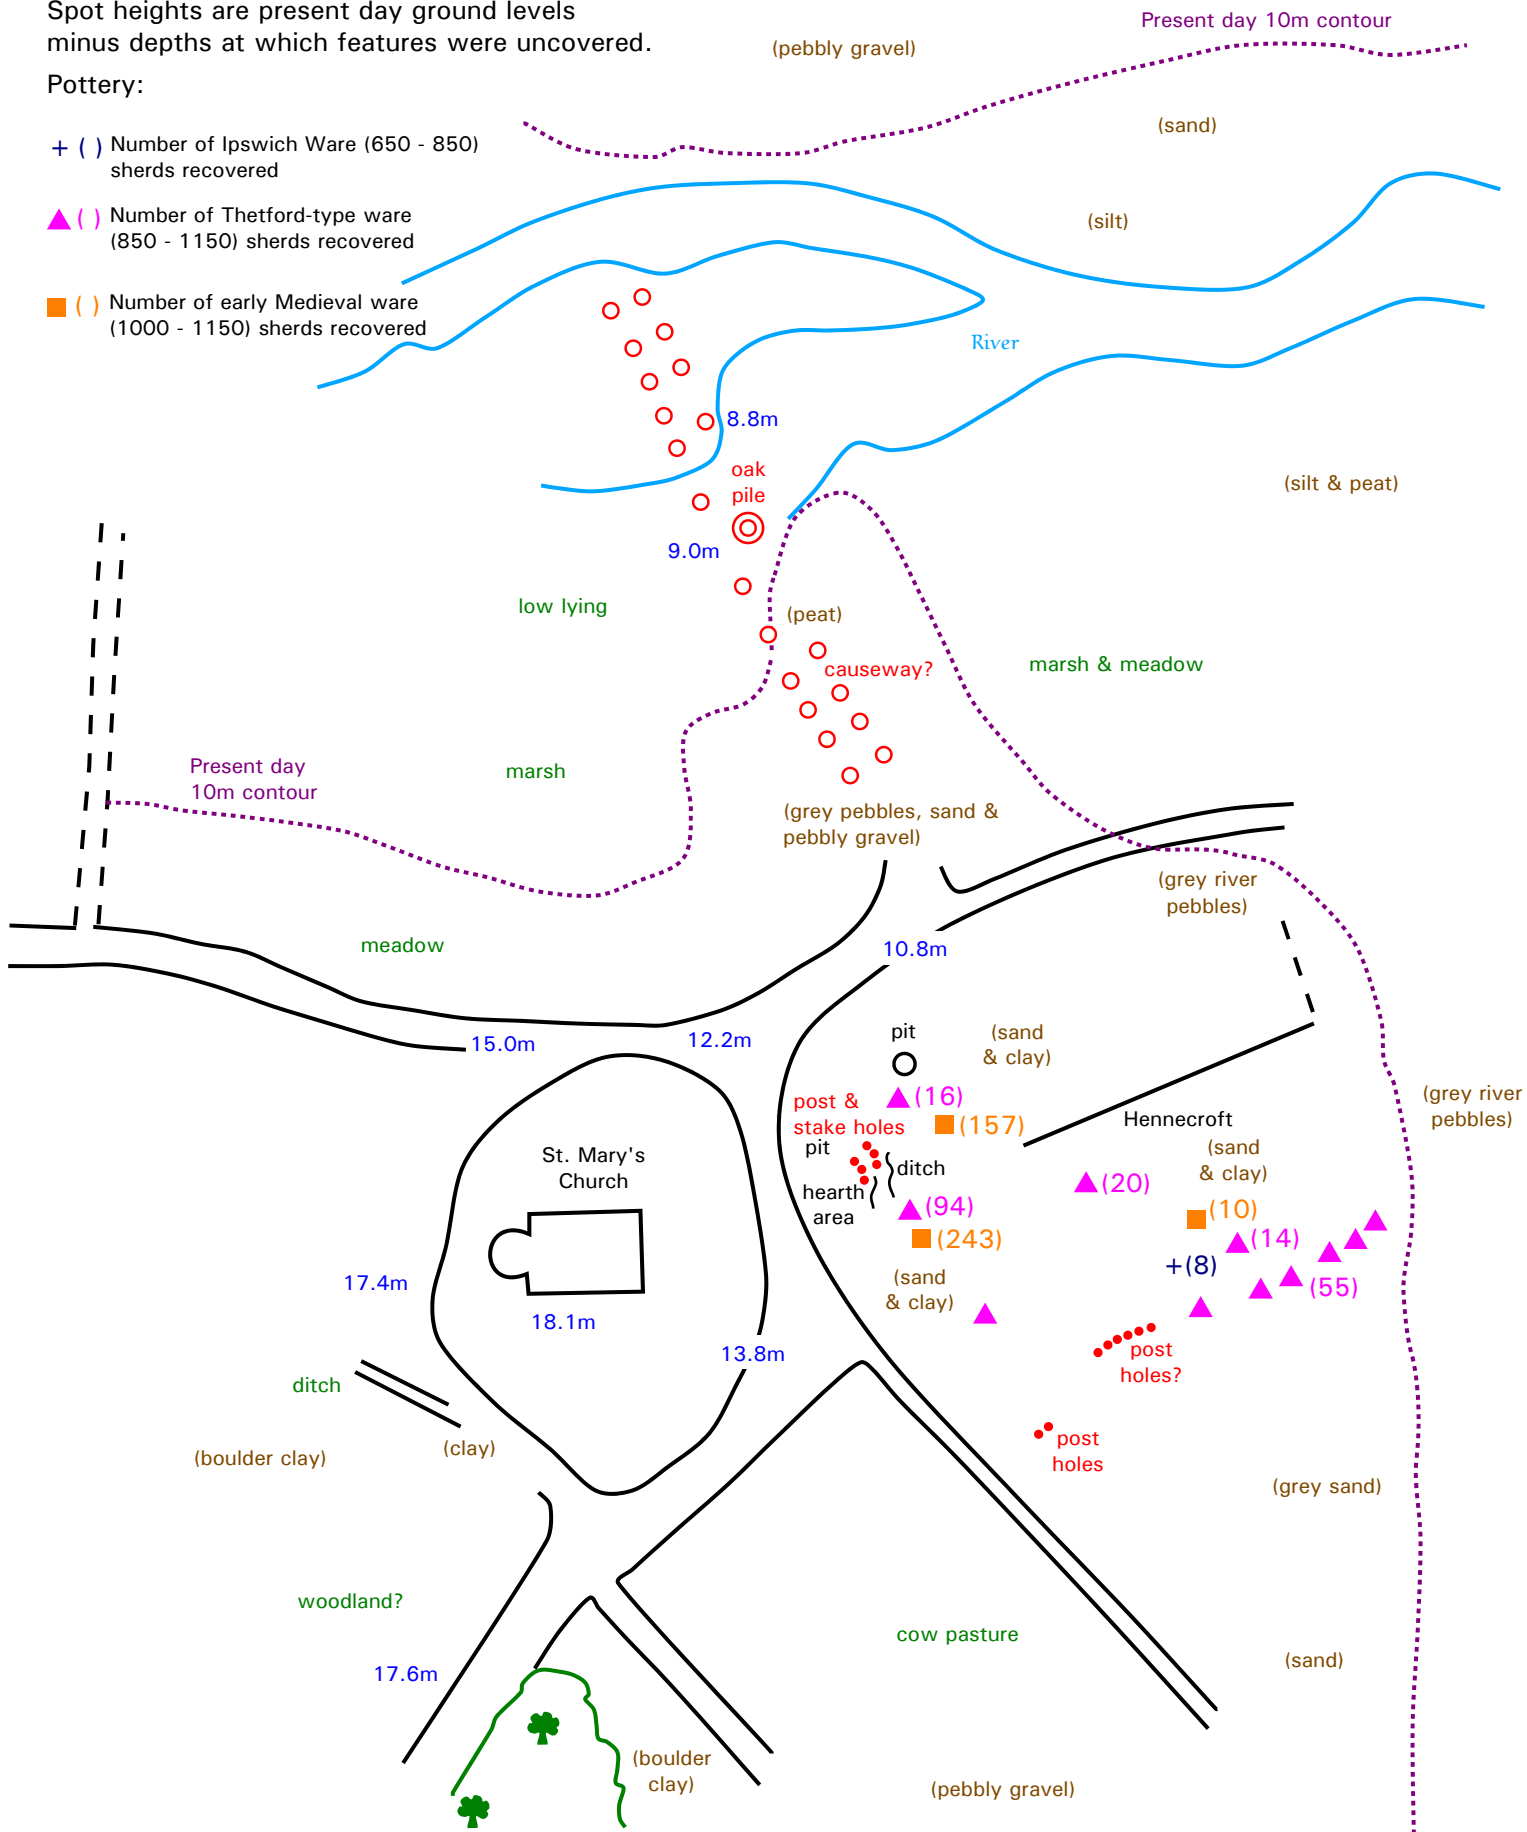 Spot heights are present day ground levels
minus depths at which features were uncovered.
Pottery:
+ ( ) Number of Ipswich Ware (650 - 850)
sherds recovered
( ) Number of Thetford-type ware
(850 - 1150) sherds recovered
( ) Number of early Medieval ware
(1000 - 1150) sherds recovered
Present day 10m contour
(pebbly gravel)
(sand)
(silt)
River
8.8m
oak
pile
9.0m
(silt & peat)
low lying
(peat)
causeway?
marsh & meadow
Present day
10m contour
marsh
(grey pebbles, sand &
pebbly gravel)
(grey river
pebbles)
meadow
10.8m
15.0m
12.2m
pit
(sand
& clay)
(16)
(157)
post &
stake holes
pit
ditch
hearth
area
(94)
(243)
(sand
& clay)
Hennecroft
(sand
& clay)
(grey river
pebbles)
(20)
(10)
(14)
+(8)
(55)
St. Mary's
Church
17.4m
18.1m
13.8m
post
holes?
ditch
(boulder clay)
(clay)
post
holes
(grey sand)
woodland?
cow pasture
(sand)
17.6m
(boulder
clay)
(pebbly gravel)